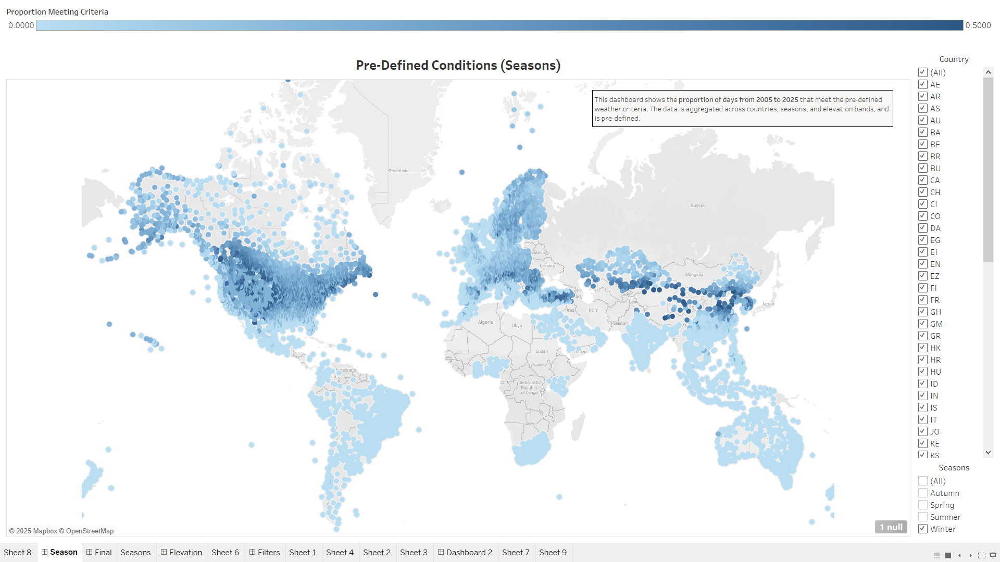 Proportion Meeting Criteria
0.0000
0.5000
Pre-Defined Conditions (Seasons)
This dashboard shows the proportion of days from 2005 to 2025 that meet the pre-defined
weather criteria. The data is aggregated across countries, seasons, and elevation bands, and
is pre-defined.
Greenland
Russia
Belarus
Ukraine
Mongolia
Japan
Iraq
Iran
Algeria
Libya
Pakistan
Sudan
Yemen
Venezuela
Democratic
Republic
of Congo
© 2025 Mapbox © OpenStreetMap
1 null
Country
(All)
AE
AR
AS
AU
BA
BE
BR
BU
CA
CH
CI
CO
DA
EG
EI
EN
EZ
FI
FR
GH
GM
GR
HK
HR
HU
ID
IN
IS
IT
JO
KE
KS
Seasons
(All)
Autumn
Spring
Summer
Winter
Sheet 8
Season
Final
Seasons
Elevation
Sheet 6
Filters
Sheet 1
Sheet 4
Sheet 2
Sheet 3
Dashboard 2
Sheet 7
Sheet 9